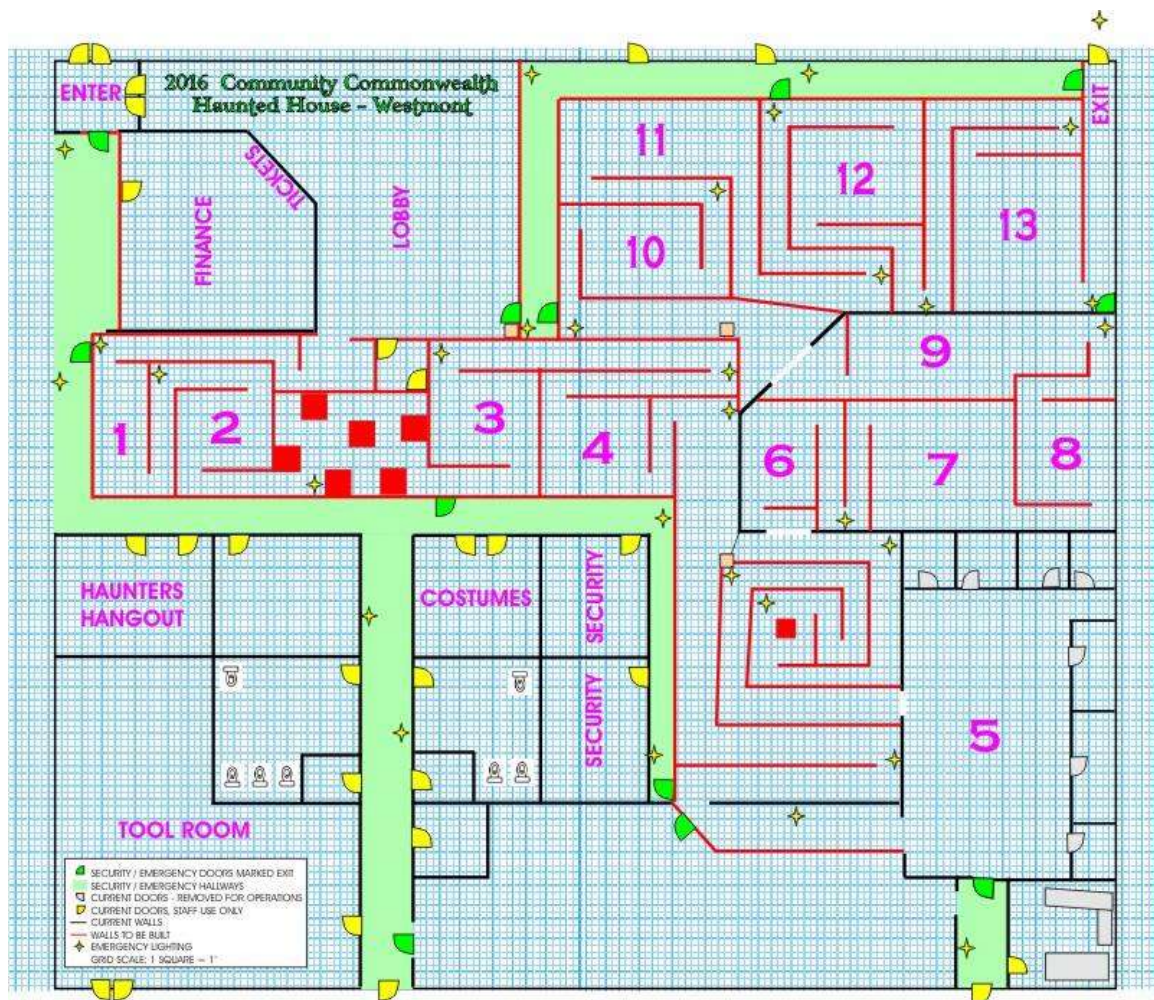 2016 Community Commonwealth
Haunted House - Westmont
ENTER
EXIT
TICKETS
FINANCE
LOBBY
11
12
13
10
9
1
2
3
4
6
7
8
HAUNTERS
HANGOUT
COSTUMES
SECURITY
SECURITY
5
TOOL ROOM
SECURITY / EMERGENCY DOORS MARKED EXIT
SECURITY / EMERGENCY HALLWAYS
CURRENT DOORS - REMOVED FOR OPERATIONS
CURRENT DOORS, STAFF USE ONLY
CURRENT WALLS
WALLS TO BE BUILT
EMERGENCY LIGHTING
GRID SCALE: 1 SQUARE = 1'